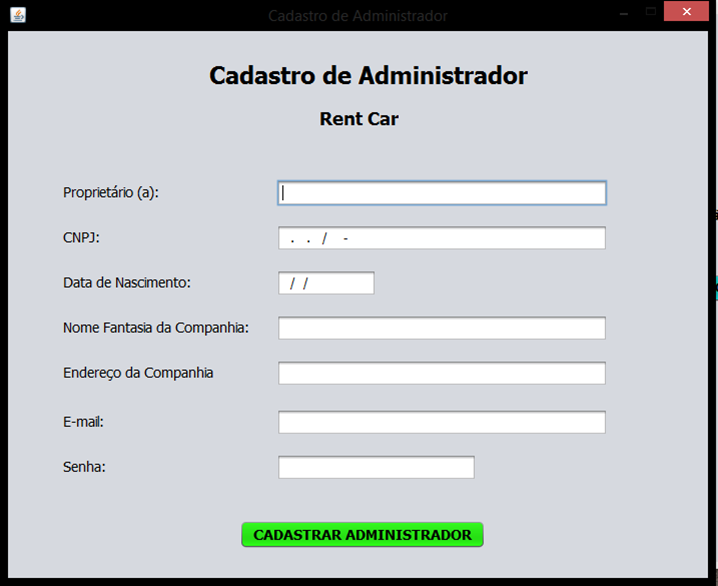 Cadastro de Administrador
Cadastro de Administrador
Rent Car
Proprietário (a):
CNPJ: . . / -
Data de Nascimento: / /
Nome Fantasia da Companhia:
Endereço da Companhia
E-mail:
Senha:
CADASTRAR ADMINISTRADOR